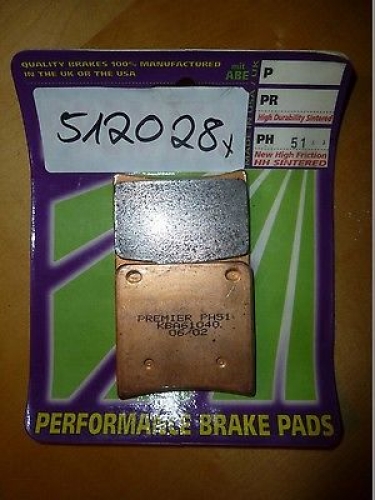 QUALITY BRAKES 100% MANUFACTURED
IN THE UK OR THE USA
mit
ABE
P
PR
High Durability Sintered
PH 51
New High Friction
HH SINTERED
512028x
PREMIER PH51
KBA61040
06/02
PERFORMANCE BRAKE PADS